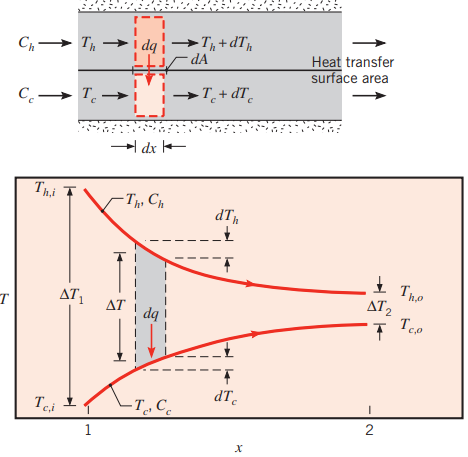 C_h T_h dq T_h + dT_h
dA
Heat transfer
surface area
C_c T_c T_c + dT_c
dx
T_h,i
T_h, C_h
dT_h
T_h,o
T ΔT_1 ΔT dq ΔT_2
T_c,o
T_c,i
T_c, C_c
dT_c
1 2
x